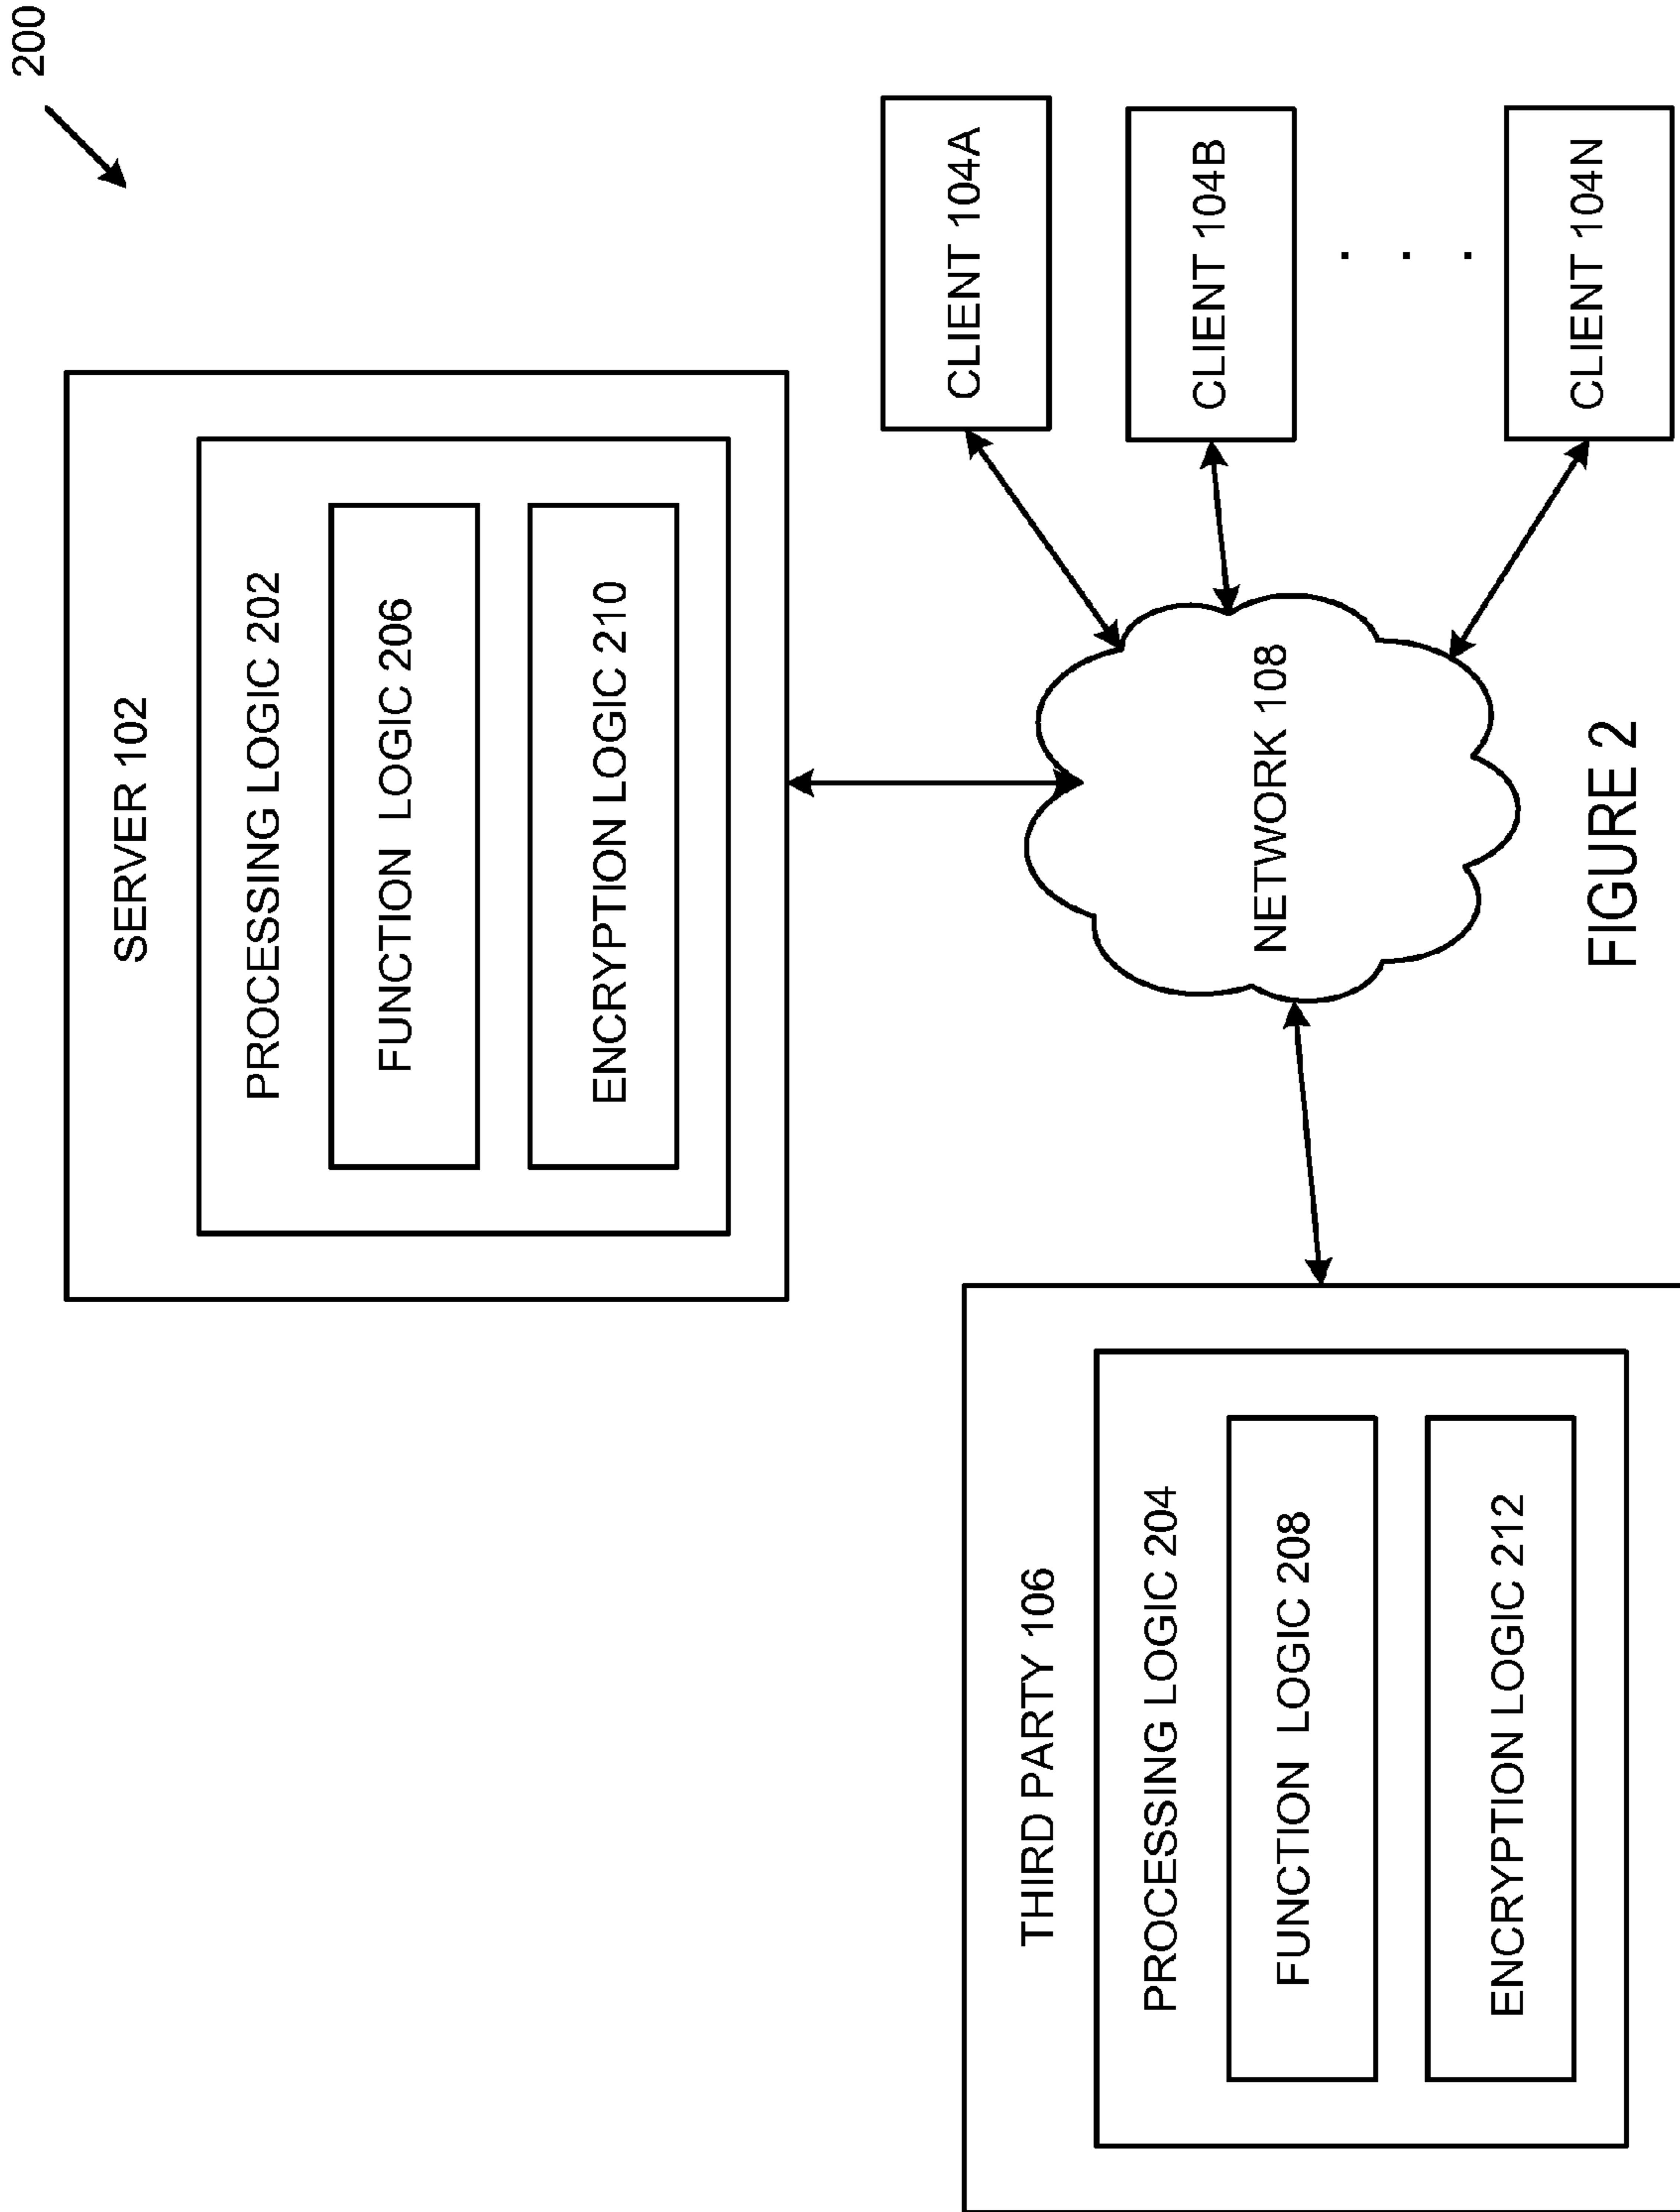 200
SERVER 102
PROCESSING LOGIC 202
FUNCTION LOGIC 206
ENCRYPTION LOGIC 210
THIRD PARTY 106
PROCESSING LOGIC 204
FUNCTION LOGIC 208
ENCRYPTION LOGIC 212
NETWORK 108
CLIENT 104A
CLIENT 104B
. . .
CLIENT 104N
FIGURE 2